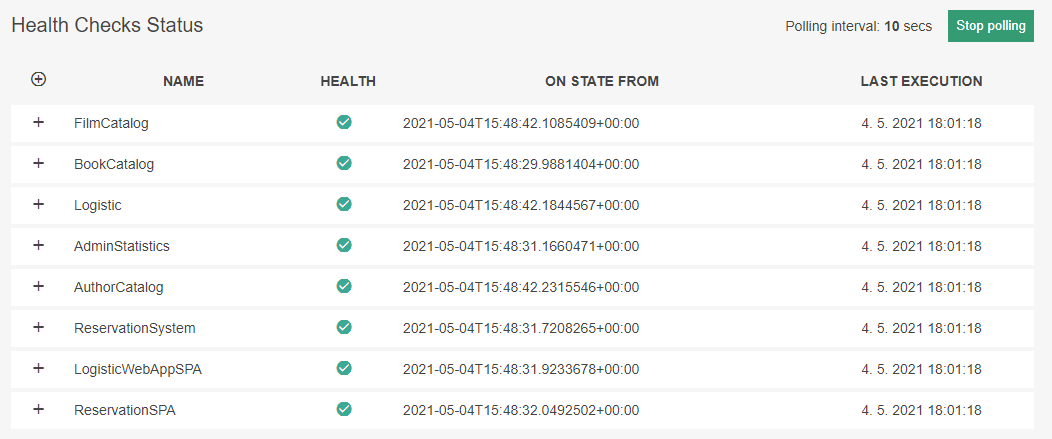 Health Checks Status
Polling interval: 10 secs Stop polling
NAME HEALTH ON STATE FROM LAST EXECUTION
+ FilmCatalog 2021-05-04T15:48:42.1085409+00:00 4. 5. 2021 18:01:18
+ BookCatalog 2021-05-04T15:48:29.9881404+00:00 4. 5. 2021 18:01:18
+ Logistic 2021-05-04T15:48:42.1844567+00:00 4. 5. 2021 18:01:18
+ AdminStatistics 2021-05-04T15:48:31.1660471+00:00 4. 5. 2021 18:01:18
+ AuthorCatalog 2021-05-04T15:48:42.2315546+00:00 4. 5. 2021 18:01:18
+ ReservationSystem 2021-05-04T15:48:31.7208265+00:00 4. 5. 2021 18:01:18
+ LogisticWebAppSPA 2021-05-04T15:48:31.9233678+00:00 4. 5. 2021 18:01:18
+ ReservationSPA 2021-05-04T15:48:32.0492502+00:00 4. 5. 2021 18:01:18